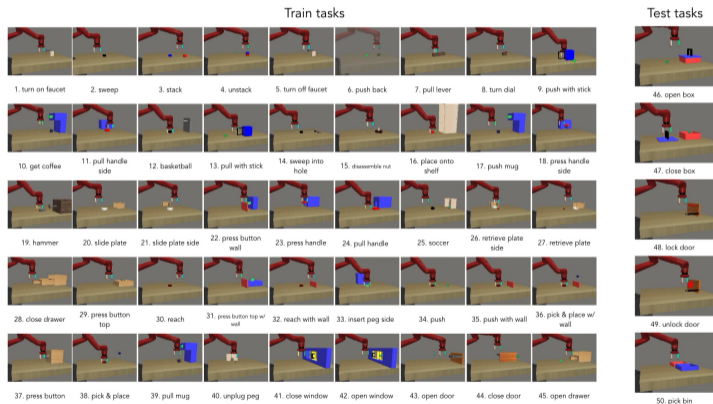 Train tasks
Test tasks
1. turn on faucet
2. sweep
3. stack
4. unstack
5. turn off faucet
6. push back
7. pull lever
8. turn dial
9. push with stick
46. open box
10. get coffee
11. pull handle
side
12. basketball
13. pull with stick
14. sweep into
hole
15. disassemble nut
16. place onto
shelf
17. push mug
18. press handle
side
47. close box
19. hammer
20. slide plate
21. slide plate side
22. press button
wall
23. press handle
24. pull handle
25. soccer
26. retrieve plate
side
27. retrieve plate
48. lock door
28. close drawer
29. press button
top
30. reach
31. press button top w/
wall
32. reach with wall
33. insert peg side
34. push
35. push with wall
36. pick & place w/
wall
49. unlock door
37. press button
38. pick & place
39. pull mug
40. unplug peg
41. close window
42. open window
43. open door
44. close door
45. open drawer
50. pick bin